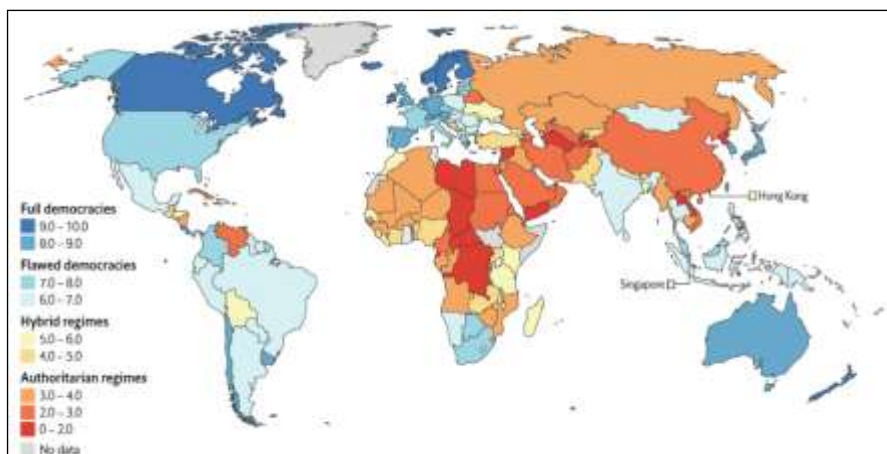 Full democracies
9.0 – 10.0
8.0 – 9.0
Flawed democracies
7.0 – 8.0
6.0 – 7.0
Hybrid regimes
5.0 – 6.0
4.0 – 5.0
Authoritarian regimes
3.0 – 4.0
2.0 – 3.0
0 – 2.0
No data
Hong Kong
Singapore